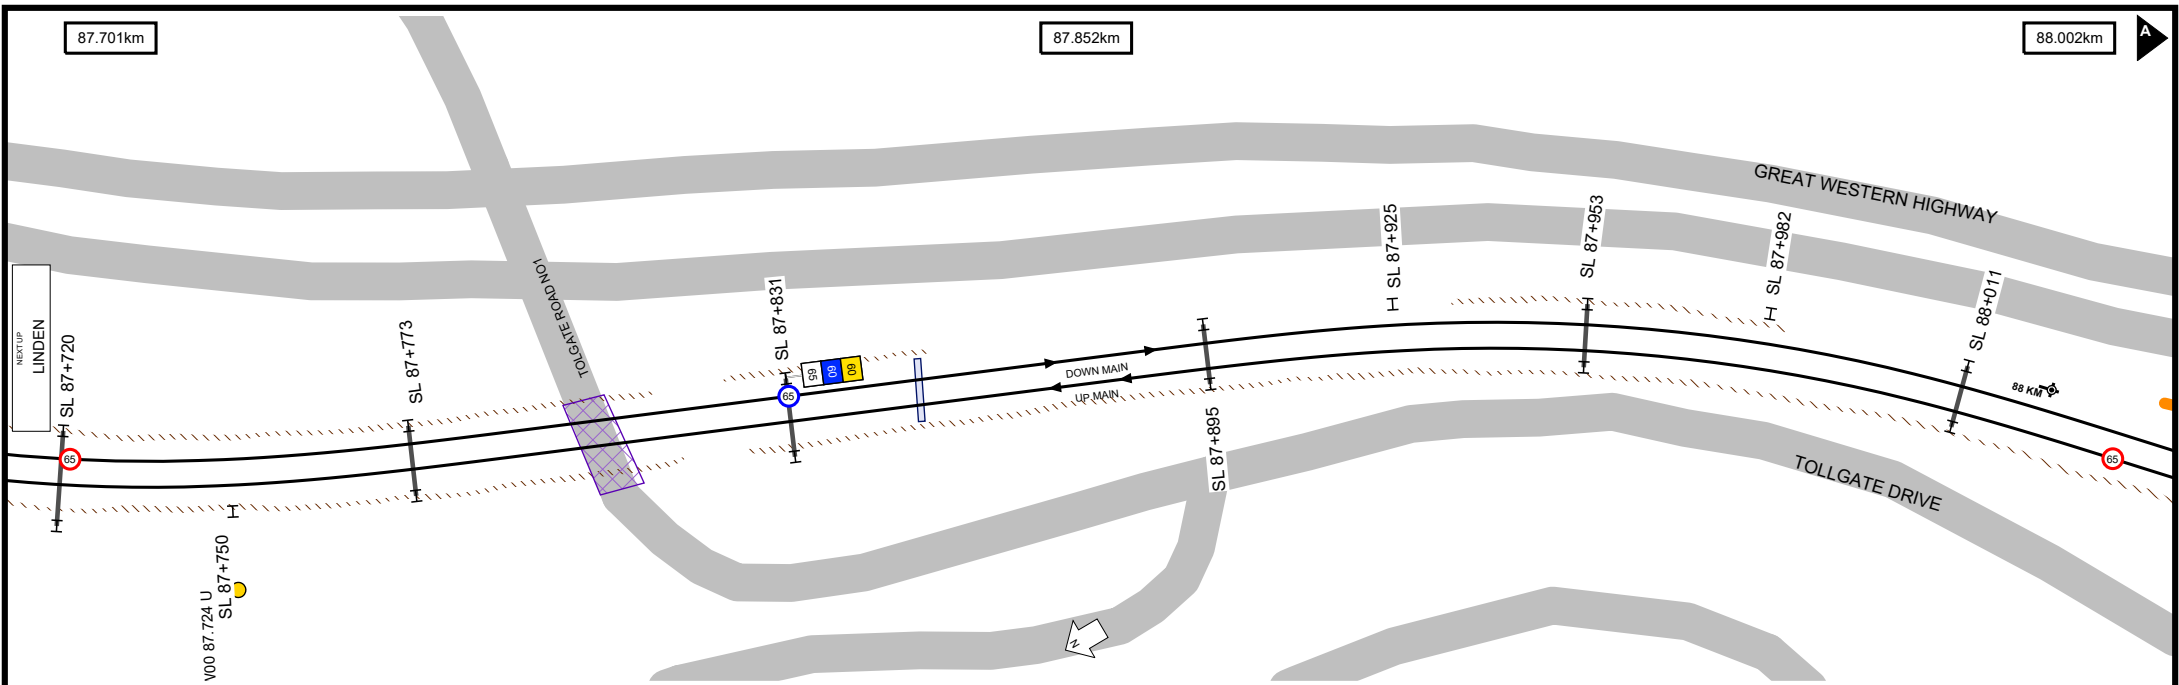 87.701km
87.852km
88.002km
A
GREAT WESTERN HIGHWAY
TOLGATE ROAD NO1
NEXT UP
LINDEN
SL 87+720
SL 87+773
SL 87+831
SL 87+925
SL 87+953
SL 87+982
SL 88+011
65
60
60
65
65
DOWN MAIN
UP MAIN
88 KM
65
SL 87+895
TOLLGATE DRIVE
SL 87+750
V00 87.724 U
N